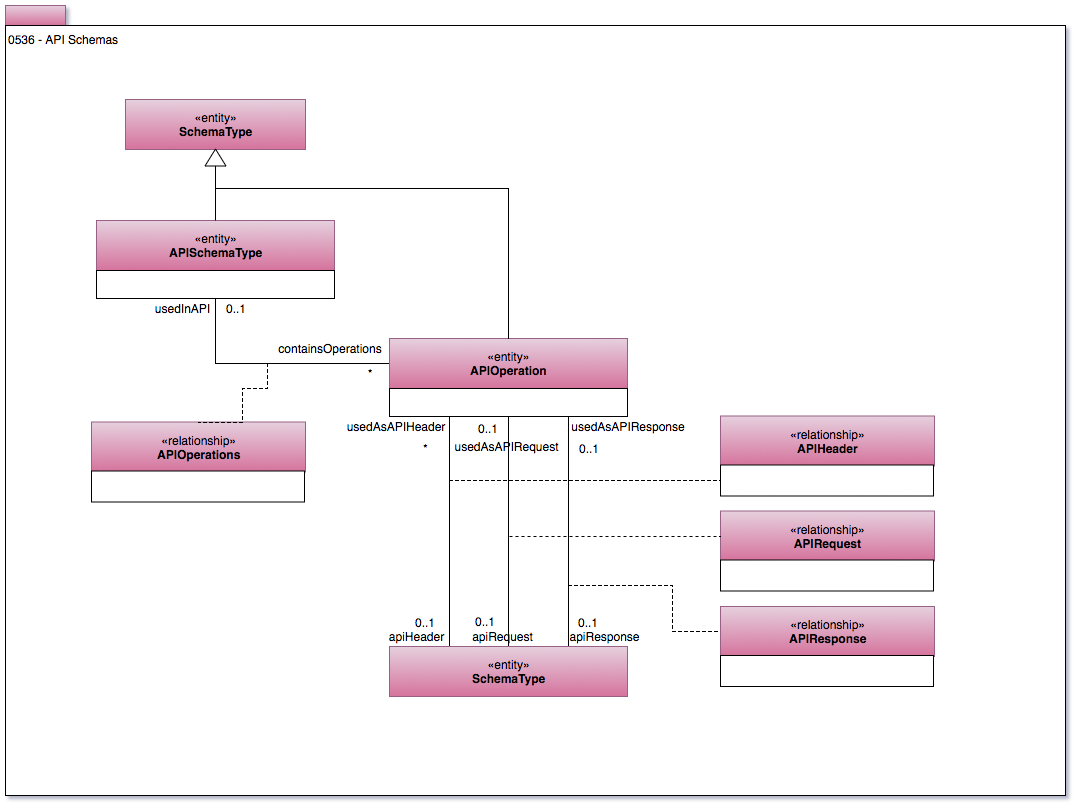 0536 - API Schemas
«entity»
SchemaType
«entity»
APISchemaType
usedInAPI 0..1
containsOperations
*
«entity»
APIOperation
«relationship»
APIOperations
usedAsAPIHeader
*
0..1
usedAsAPIRequest
usedAsAPIResponse
0..1
«relationship»
APIHeader
«relationship»
APIRequest
«relationship»
APIResponse
0..1
apiHeader
0..1
apiRequest
0..1
apiResponse
«entity»
SchemaType